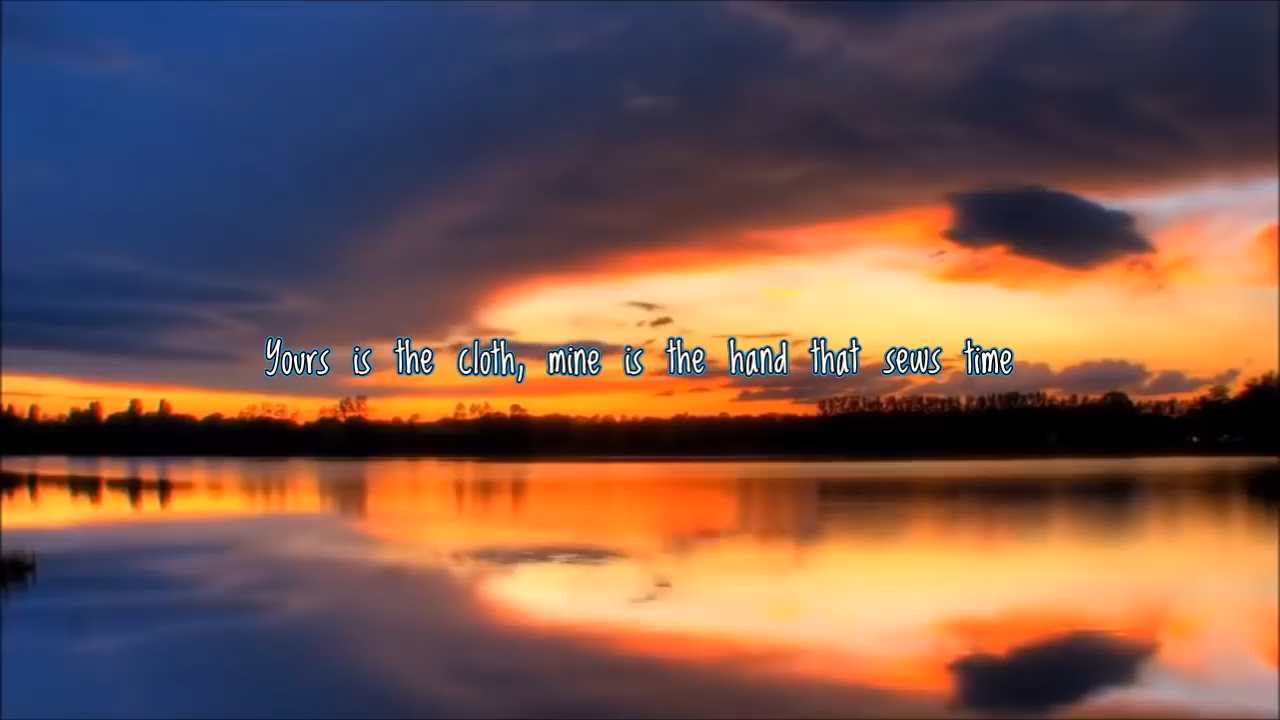 Yours is the cloth, mine is the hand that sews time